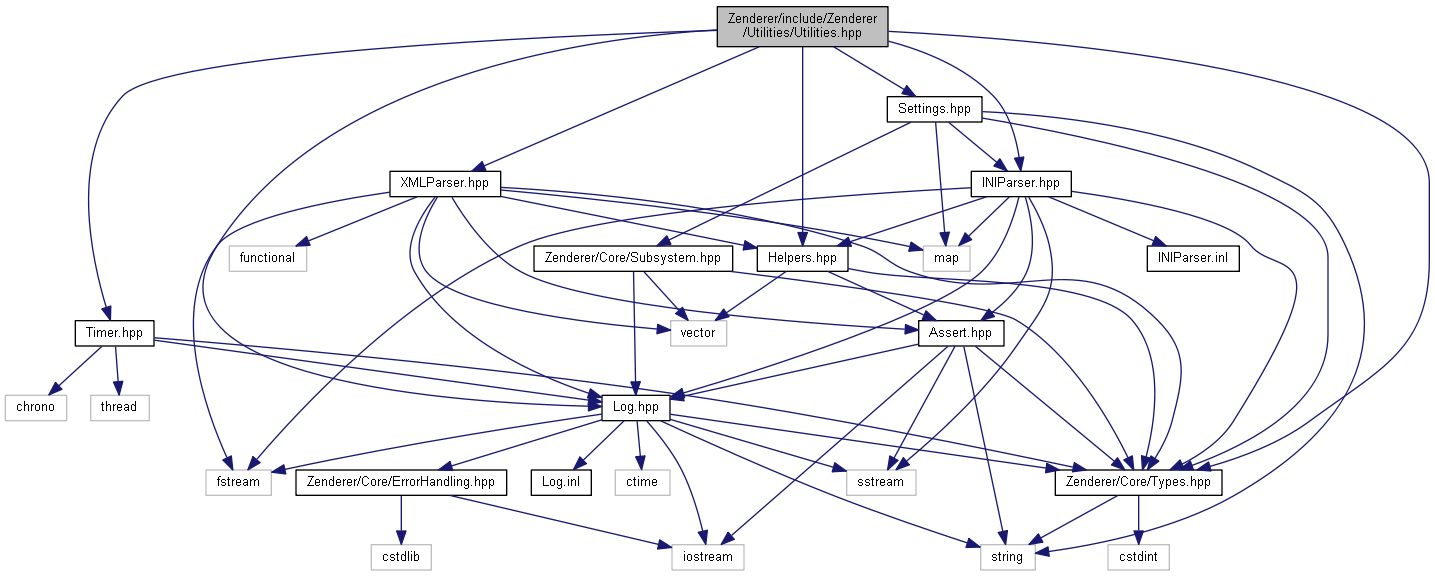 Zenderer/include/Zenderer
/Utilities/Utilities.hpp
Settings.hpp
XMLParser.hpp
INIParser.hpp
functional
Zenderer/Core/Subsystem.hpp
Helpers.hpp
map
INIParser.inl
Timer.hpp
vector
Assert.hpp
chrono
thread
Log.hpp
fstream
Zenderer/Core/ErrorHandling.hpp
Log.inl
ctime
sstream
Zenderer/Core/Types.hpp
cstdlib
iostream
string
cstdint